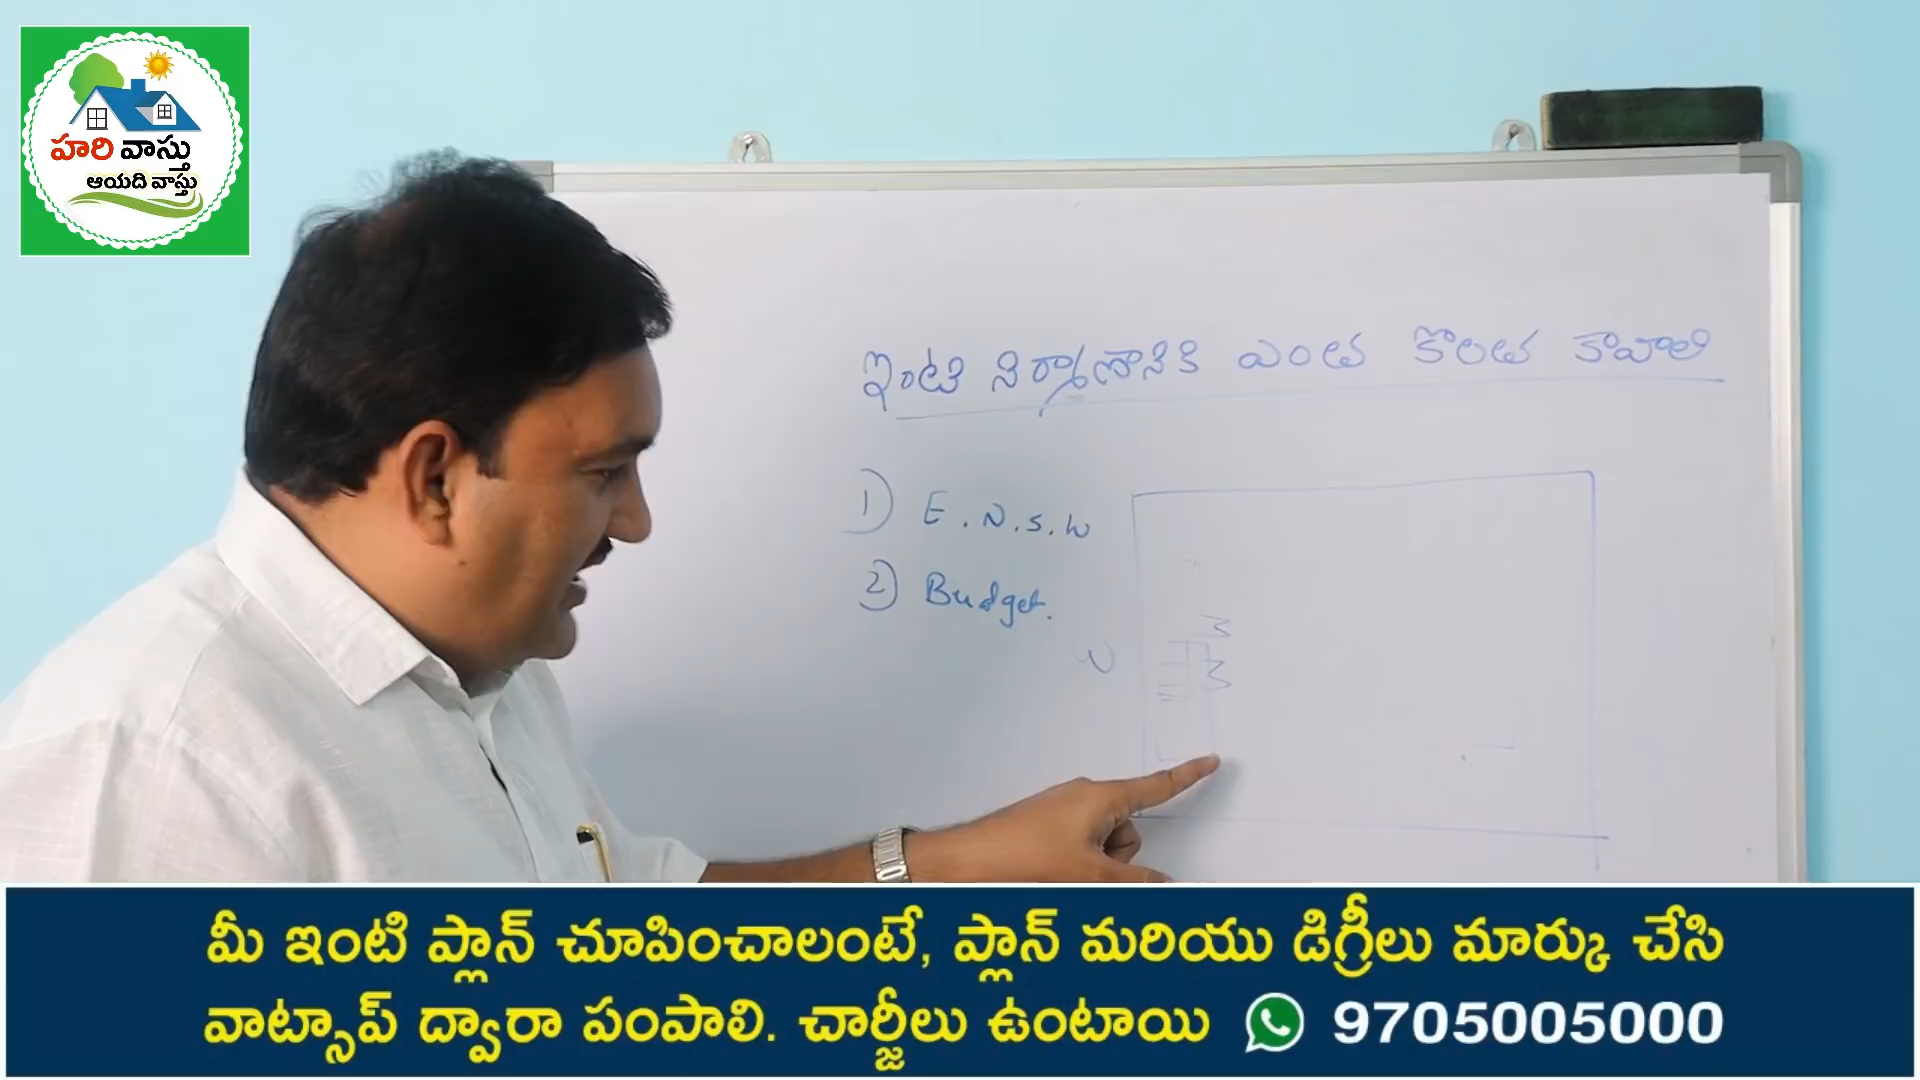 హరి వాస్తు
ఆయది వాస్తు
ఇంటి నిర్మాణానికి ఎంత కొలత కావాలి
1) E . N . S . W
2) Budget.
N
మీ ఇంటి ప్లాన్ చూపించాలంటే, ప్లాన్ మరియు డిగ్రీలు మార్కు చేసి
వాట్సాప్ ద్వారా పంపాలి. చార్జీలు ఉంటాయి 9705005000